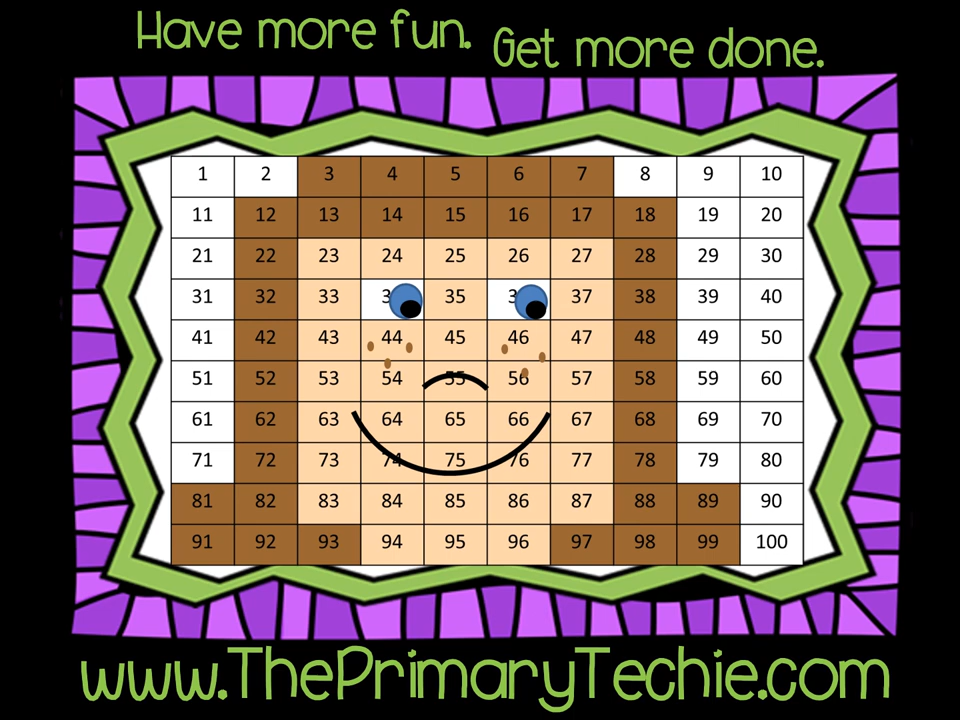 Have more fun. Get more done.
1 2 3 4 5 6 7 8 9 10
11 12 13 14 15 16 17 18 19 20
21 22 23 24 25 26 27 28 29 30
31 32 33 3 35 3 37 38 39 40
41 42 43 44 45 46 47 48 49 50
51 52 53 54 55 56 57 58 59 60
61 62 63 64 65 66 67 68 69 70
71 72 73 74 75 76 77 78 79 80
81 82 83 84 85 86 87 88 89 90
91 92 93 94 95 96 97 98 99 100
www.ThePrimaryTechie.com